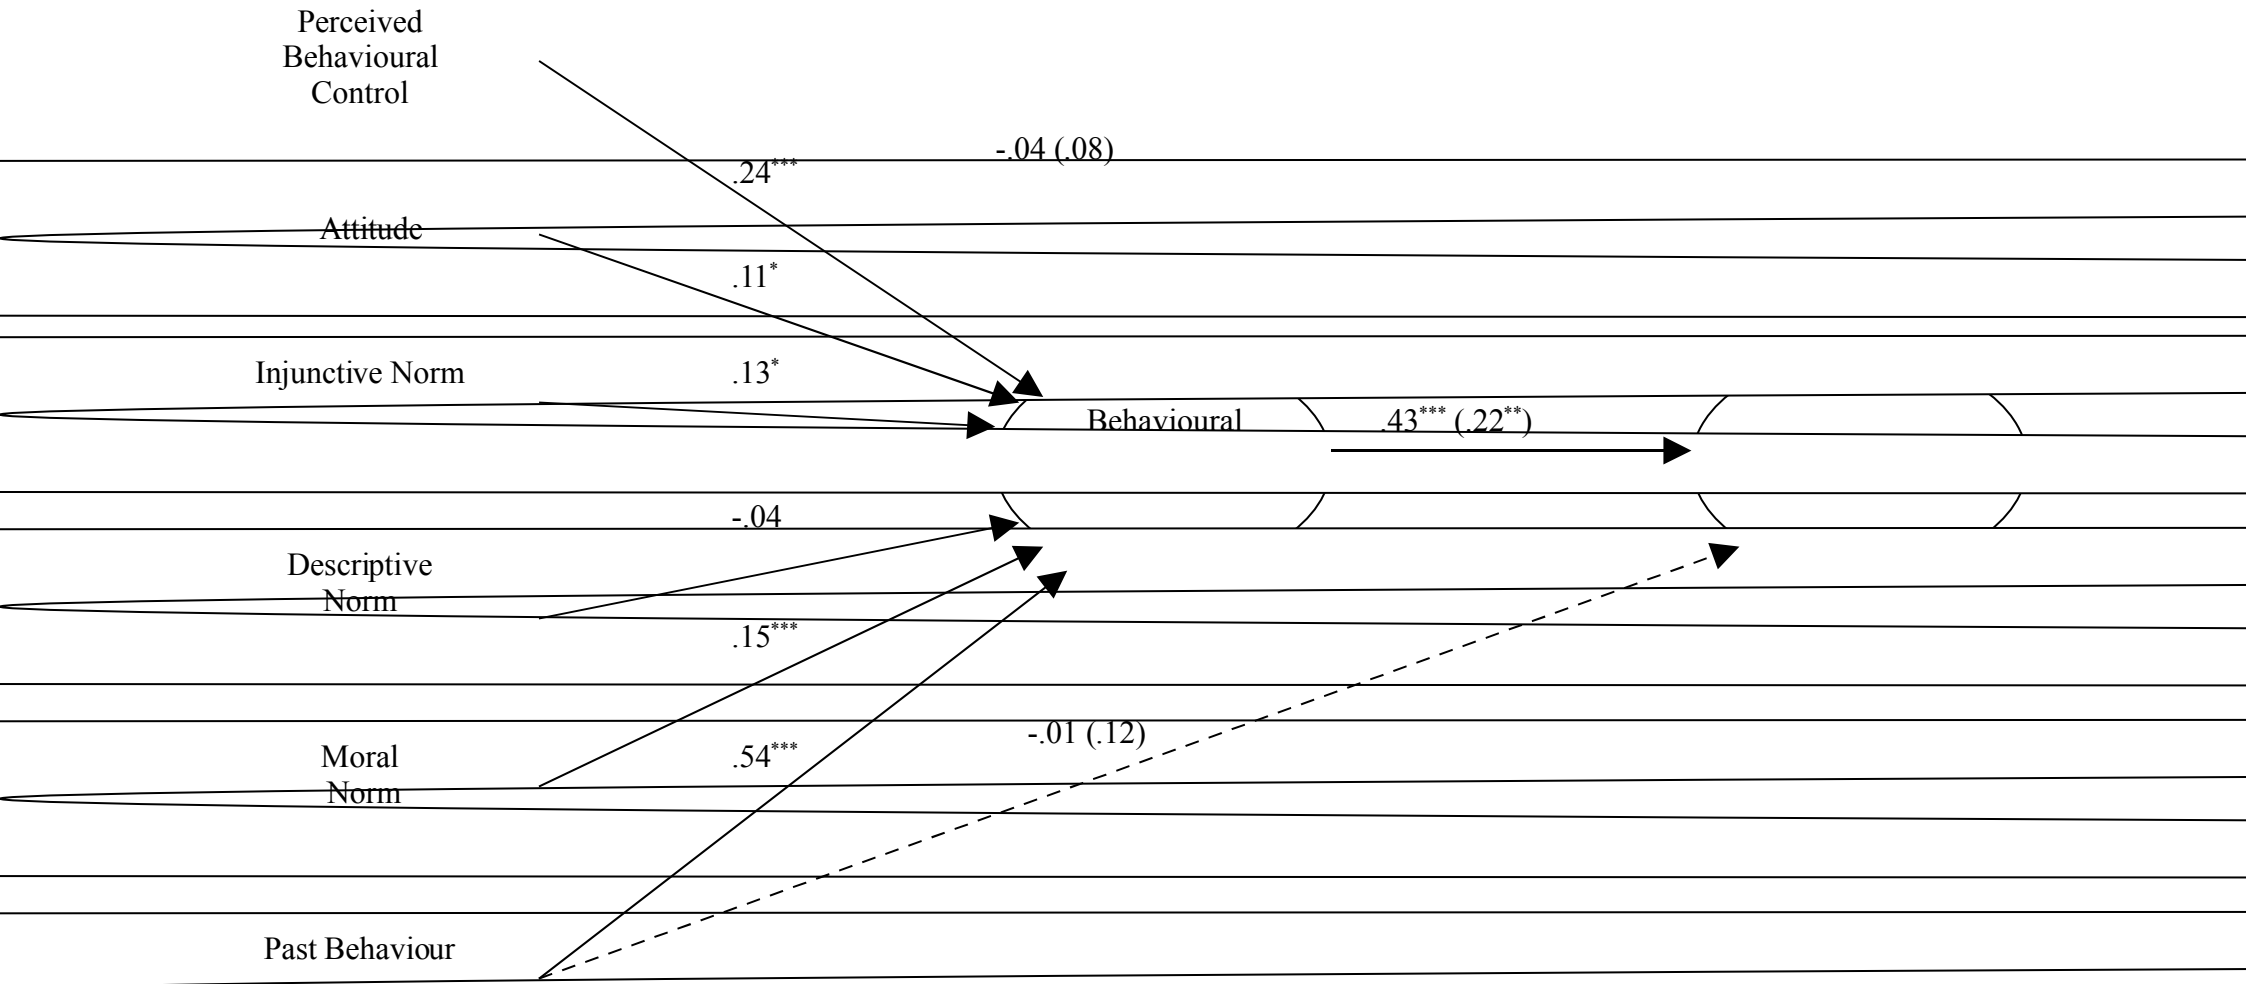 Perceived
Behavioural
Control
-.04 (.08)
.24***
Attitude
.11*
Injunctive Norm
.13*
Behavioural
.43*** (.22**)
-.04
Descriptive
Norm
.15***
-.01 (.12)
Moral
.54***
Norm
Past Behaviour